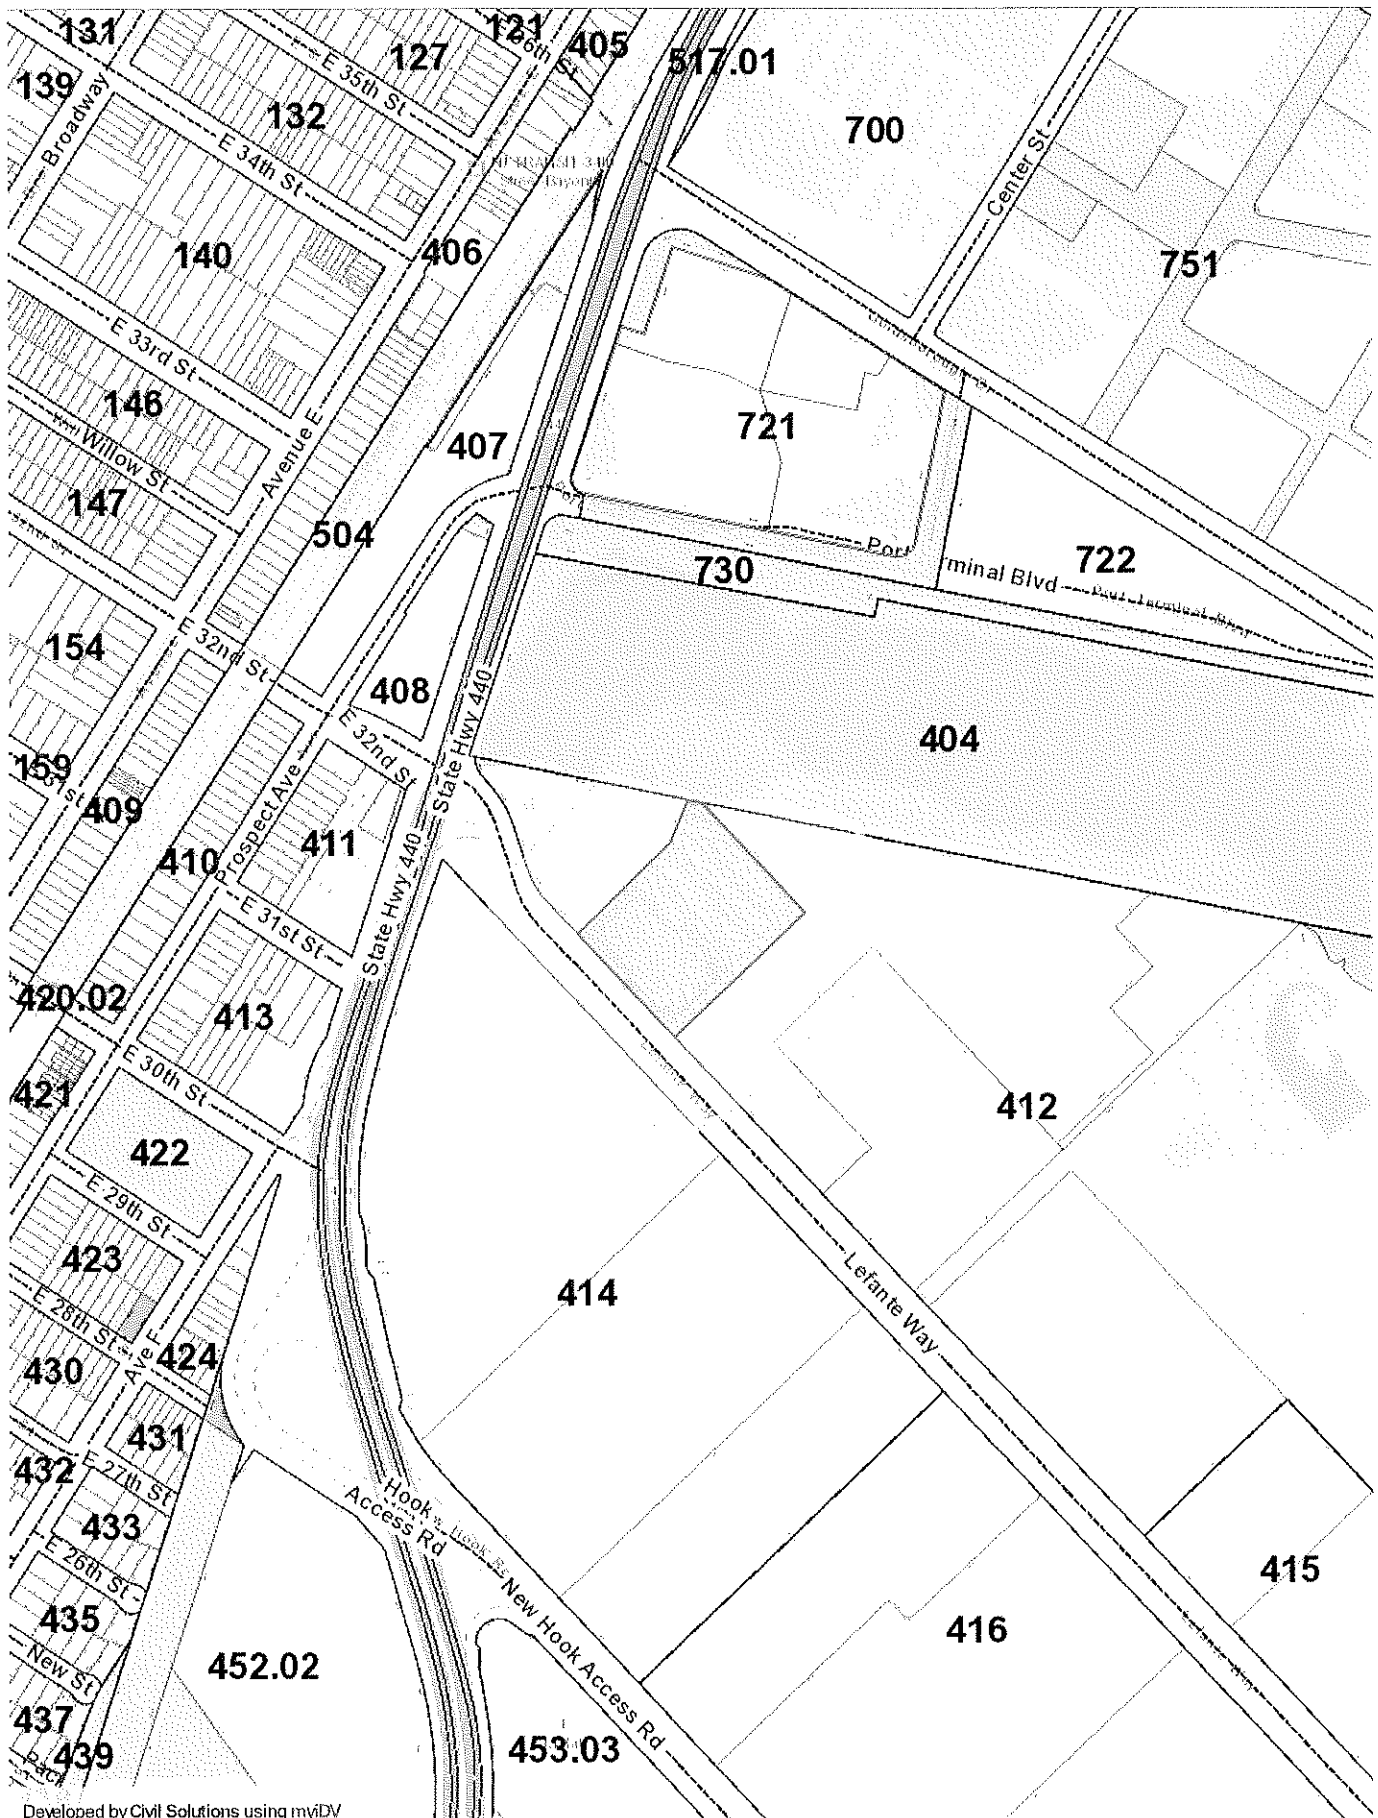 131
121
405
127
517.01
E 35th St
139
Broadway
132
700
E 34th St
Center St
140
406
751
E 33rd St
146
721
407
Willow St
Avenue E
147
504
730
722
Port
rminal Blvd
Port Terminal Blvd
E 32nd St
154
408
E 32nd St
State Hwy 440
404
159
409
Prospect Ave
411
410
State Hwy 440
E 31st St
420.02
413
E 30th St
421
412
422
E 29th St
423
414
Lefante Way
E 28th St
424
430
Ave F
431
E 27th St
432
Hook
Access Rd
433
415
E 26th St
New Hook Access Rd
435
416
New St
452.02
437
453.03
439
Developed by Civil Solutions using mviDV